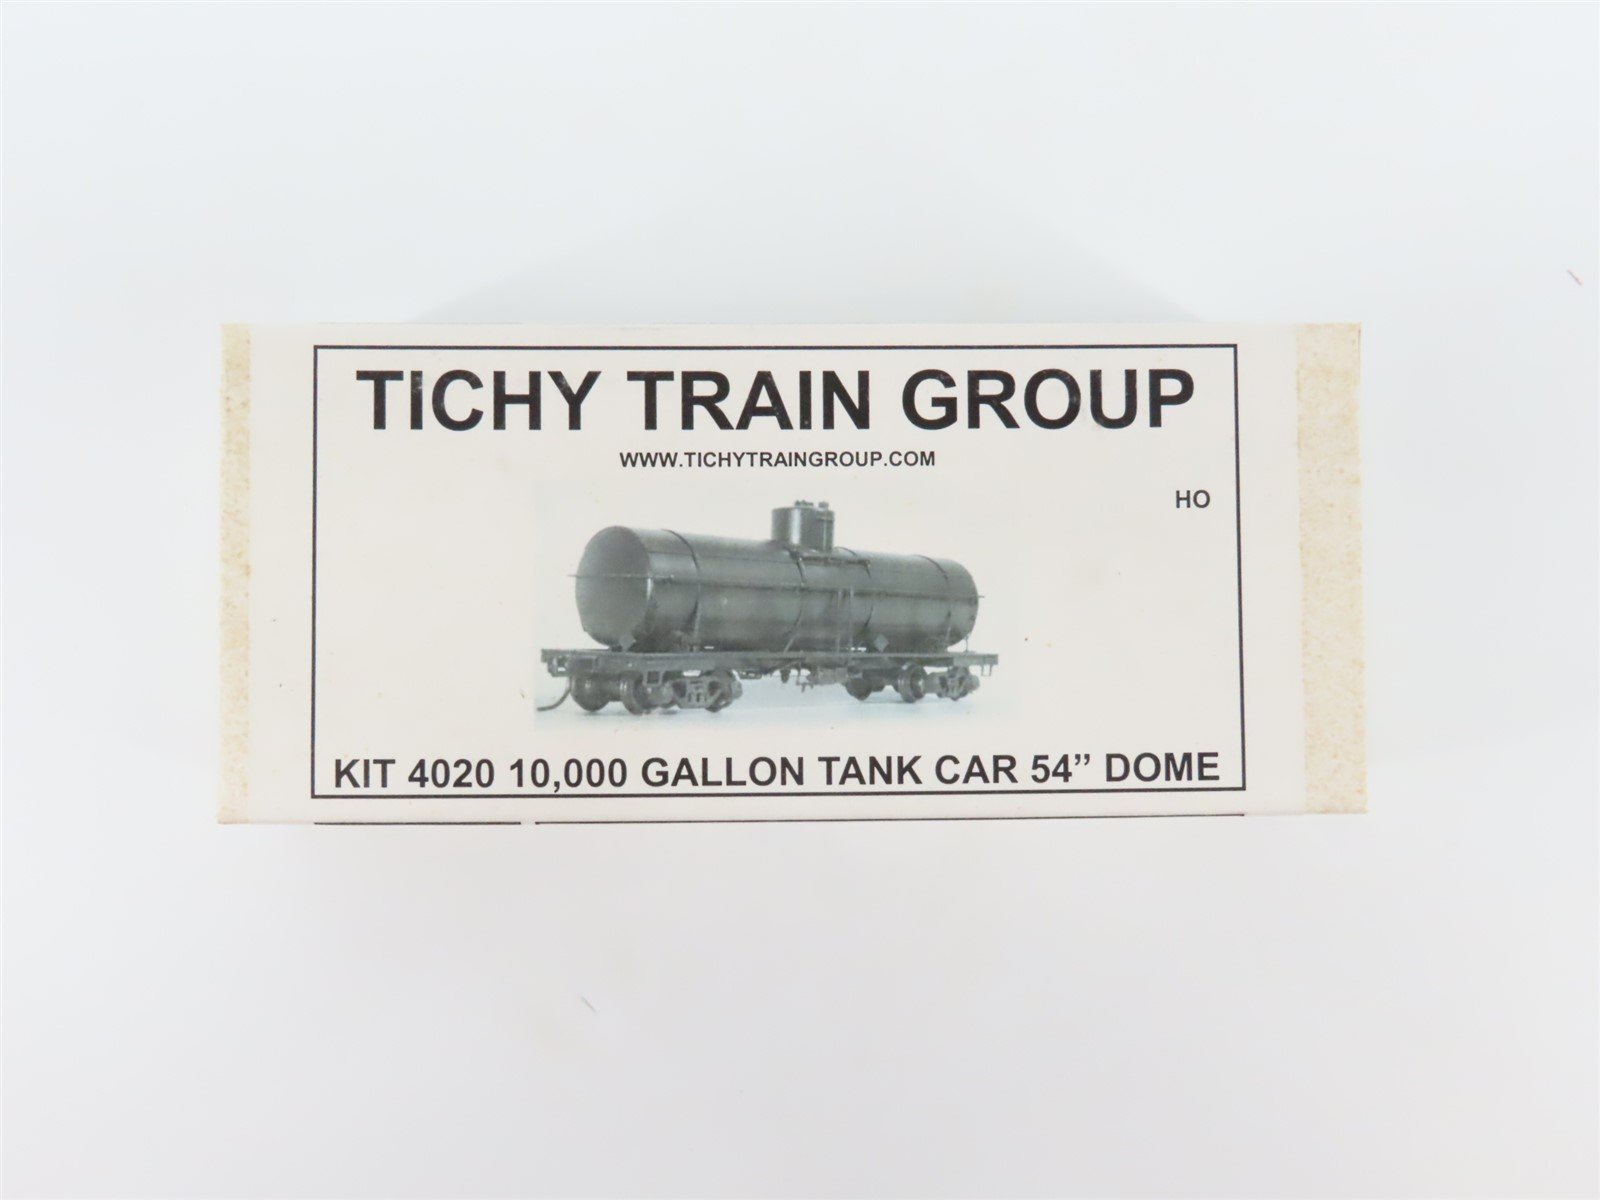 TICHY TRAIN GROUP
WWW.TICHYTRAINGROUP.COM
HO
KIT 4020 10,000 GALLON TANK CAR 54” DOME